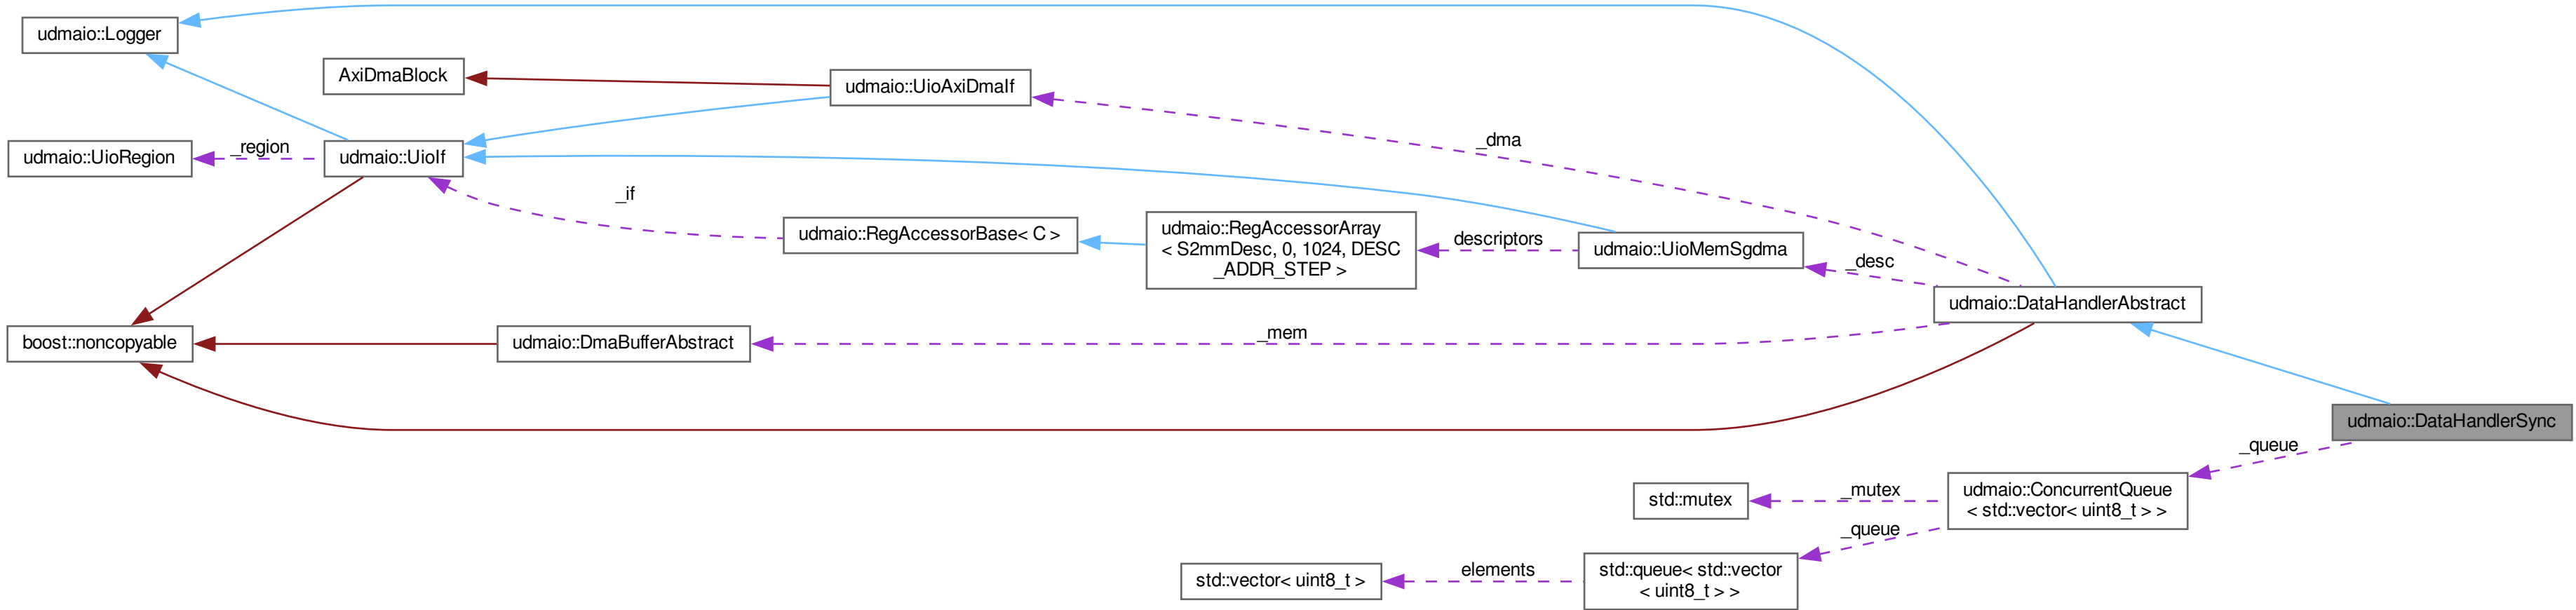 udmaio::Logger
AxiDmaBlock
udmaio::UioAxiDmaIf
_dma
udmaio::UioRegion
_region
udmaio::UioIf
_if
udmaio::RegAccessorBase< C >
udmaio::RegAccessorArray
< S2mmDesc, 0, 1024, DESC
_ADDR_STEP >
descriptors
udmaio::UioMemSgdma
_desc
udmaio::DataHandlerAbstract
boost::noncopyable
udmaio::DmaBufferAbstract
_mem
udmaio::DataHandlerSync
_queue
std::mutex
_mutex
udmaio::ConcurrentQueue
< std::vector< uint8_t > >
_queue
std::vector< uint8_t >
elements
std::queue< std::vector
< uint8_t > >